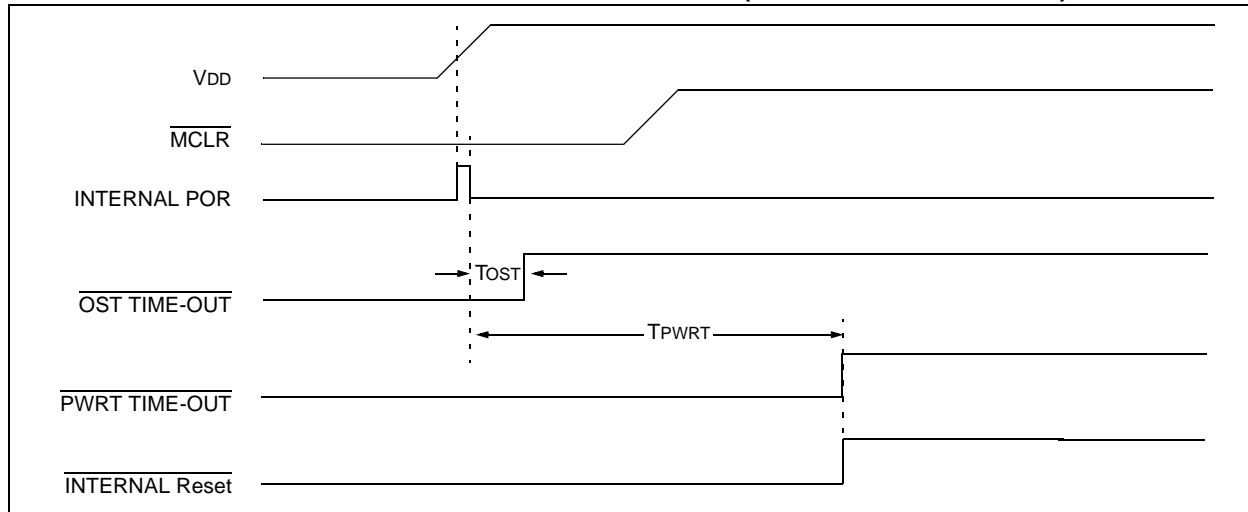 VDD
MCLR
INTERNAL POR
TOST
OST TIME-OUT
TPWRT
PWRT TIME-OUT
INTERNAL Reset